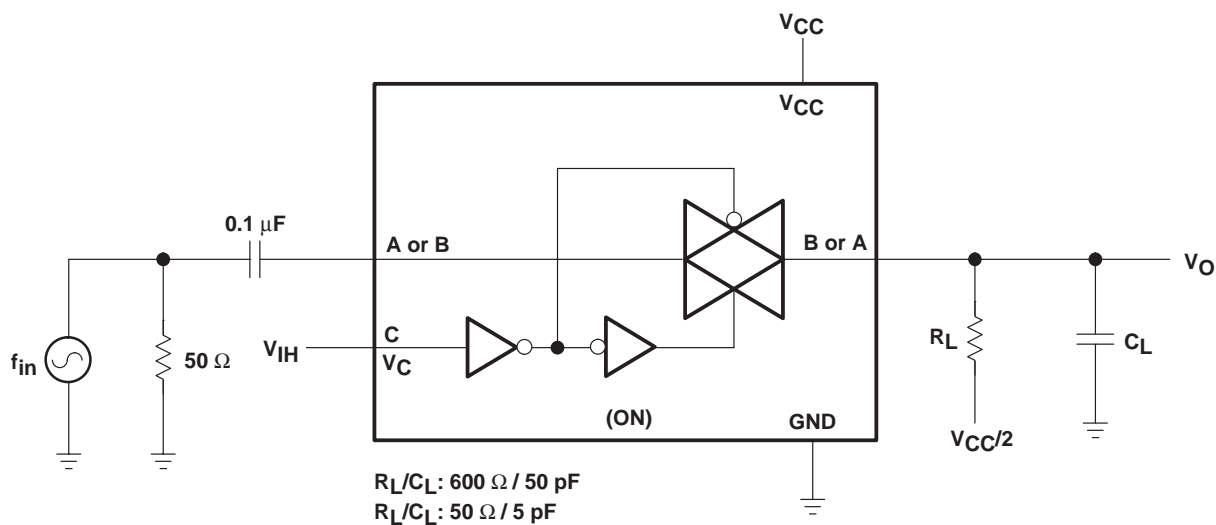 VCC
VCC
0.1 μF
A or B
B or A
VO
fin
50 Ω
VIH
C
VC
RL
CL
(ON)
GND
VCC/2
RL/CL: 600 Ω / 50 pF
RL/CL: 50 Ω / 5 pF